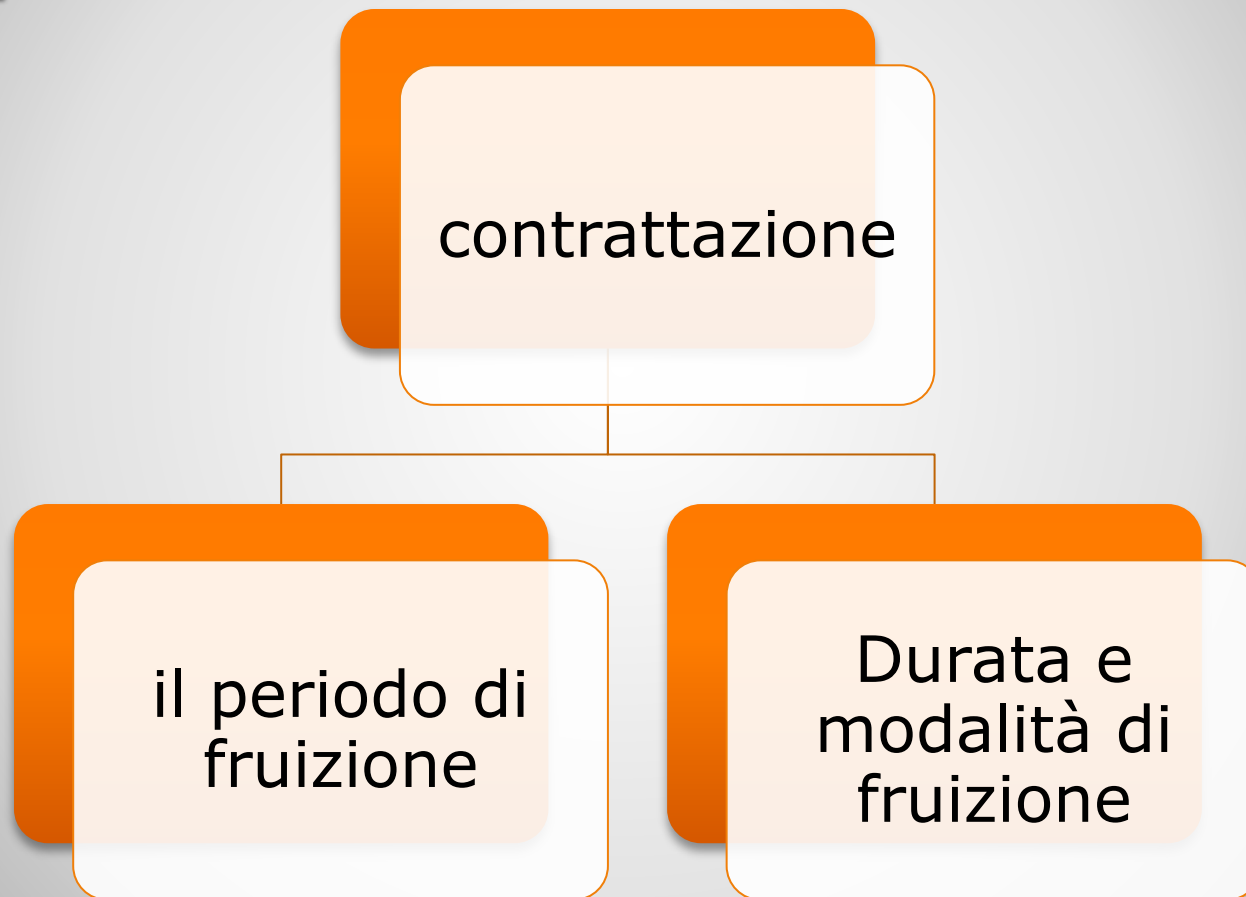 contrattazione
il periodo di
fruizione
Durata e
modalità di
fruizione